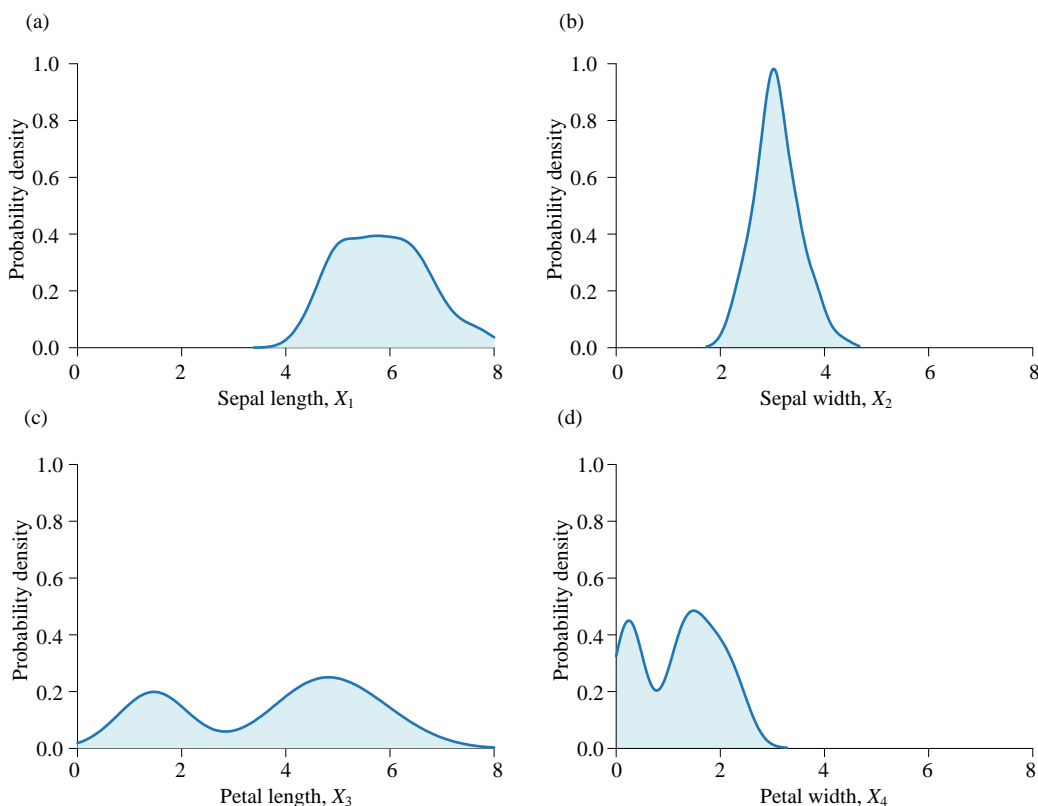 (a)
Probability density
1.0
0.8
0.6
0.4
0.2
0.0
0 2 4 6 8
Sepal length, X₁
(b)
Probability density
1.0
0.8
0.6
0.4
0.2
0.0
0 2 4 6 8
Sepal width, X₂
(c)
Probability density
1.0
0.8
0.6
0.4
0.2
0.0
0 2 4 6 8
Petal length, X₃
(d)
Probability density
1.0
0.8
0.6
0.4
0.2
0.0
0 2 4 6 8
Petal width, X₄